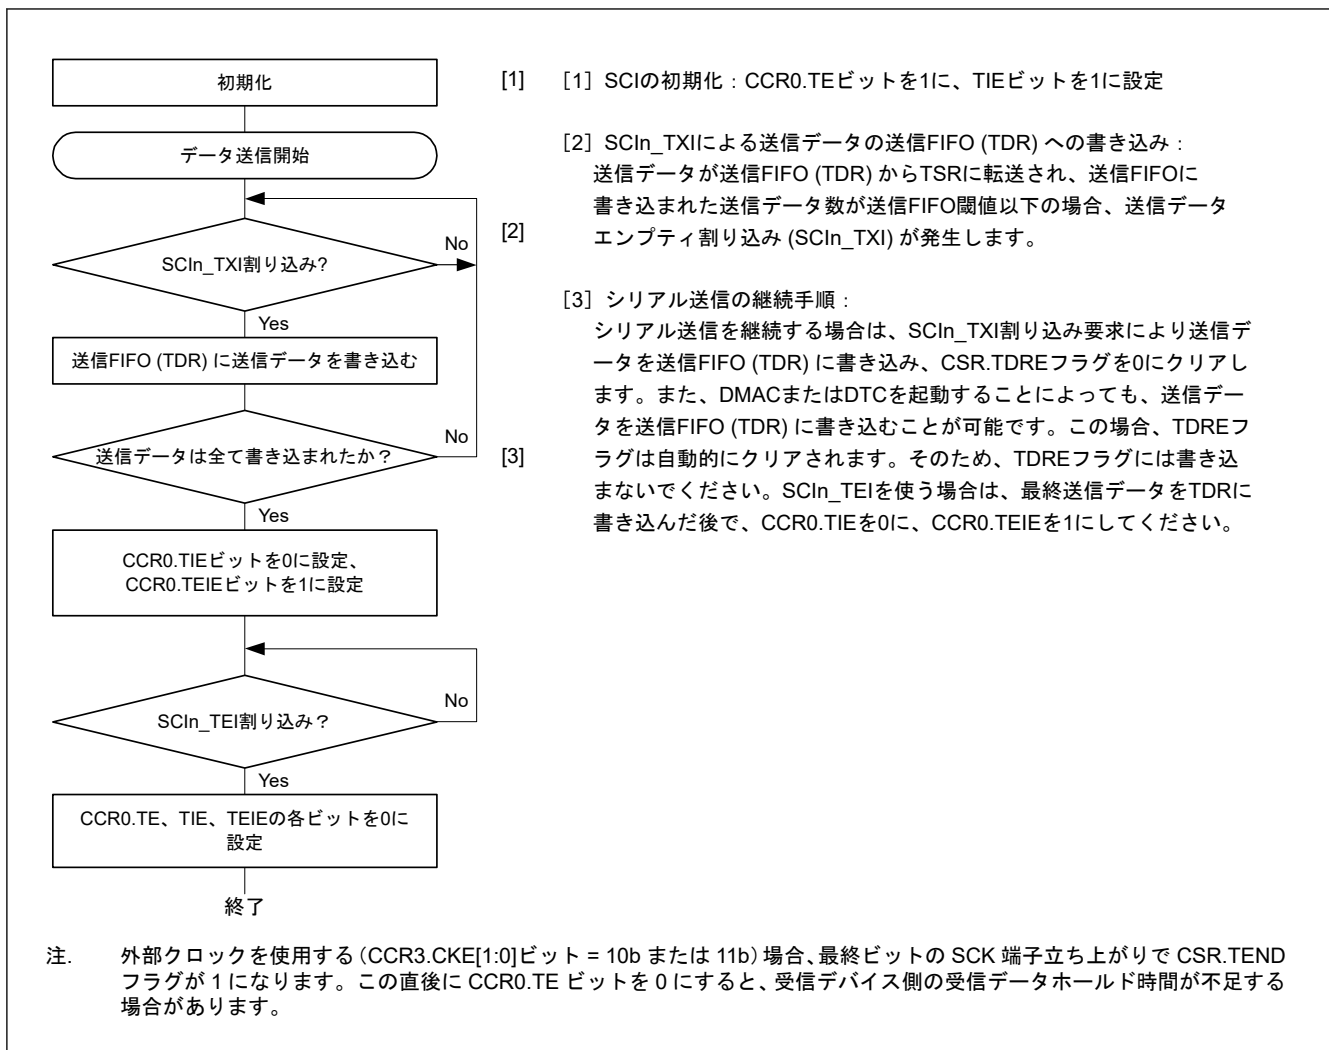 初期化
[1]
[1] SCIの初期化：CCR0.TEビットを1に、TIEビットを1に設定
データ送信開始
[2] SCIn_TXIによる送信データの送信FIFO (TDR) への書き込み：
送信データが送信FIFO (TDR) からTSRに転送され、送信FIFOに
書き込まれた送信データ数が送信FIFO閾値以下の場合、送信データ
エンプティ割り込み (SCIn_TXI) が発生します。
[2]
SCIn_TXI割り込み?
No
Yes
[3] シリアル送信の継続手順：
シリアル送信を継続する場合は、SCIn_TXI割り込み要求により送信デ
ータを送信FIFO (TDR) に書き込み、CSR.TDREフラグを0にクリアし
ます。また、DMACまたはDTCを起動することによっても、送信デー
タを送信FIFO (TDR) に書き込むことが可能です。この場合、TDREフ
ラグは自動的にクリアされます。そのため、TDREフラグには書き込
まないでください。SCIn_TEIを使う場合は、最終送信データをTDRに
書き込んだ後で、CCR0.TIEを0に、CCR0.TEIEを1にしてください。
送信FIFO (TDR) に送信データを書き込む
送信データは全て書き込まれたか？
No
[3]
Yes
CCR0.TIEビットを0に設定、
CCR0.TEIEビットを1に設定
SCIn_TEI割り込み？
No
Yes
CCR0.TE、TIE、TEIEの各ビットを0に
設定
終了
注. 外部クロックを使用する（CCR3.CKE[1:0]ビット = 10b または 11b）場合、最終ビットの SCK 端子立ち上がりで CSR.TEND
フラグが 1 になります。この直後に CCR0.TE ビットを 0 にすると、受信デバイス側の受信データホールド時間が不足する
場合があります。